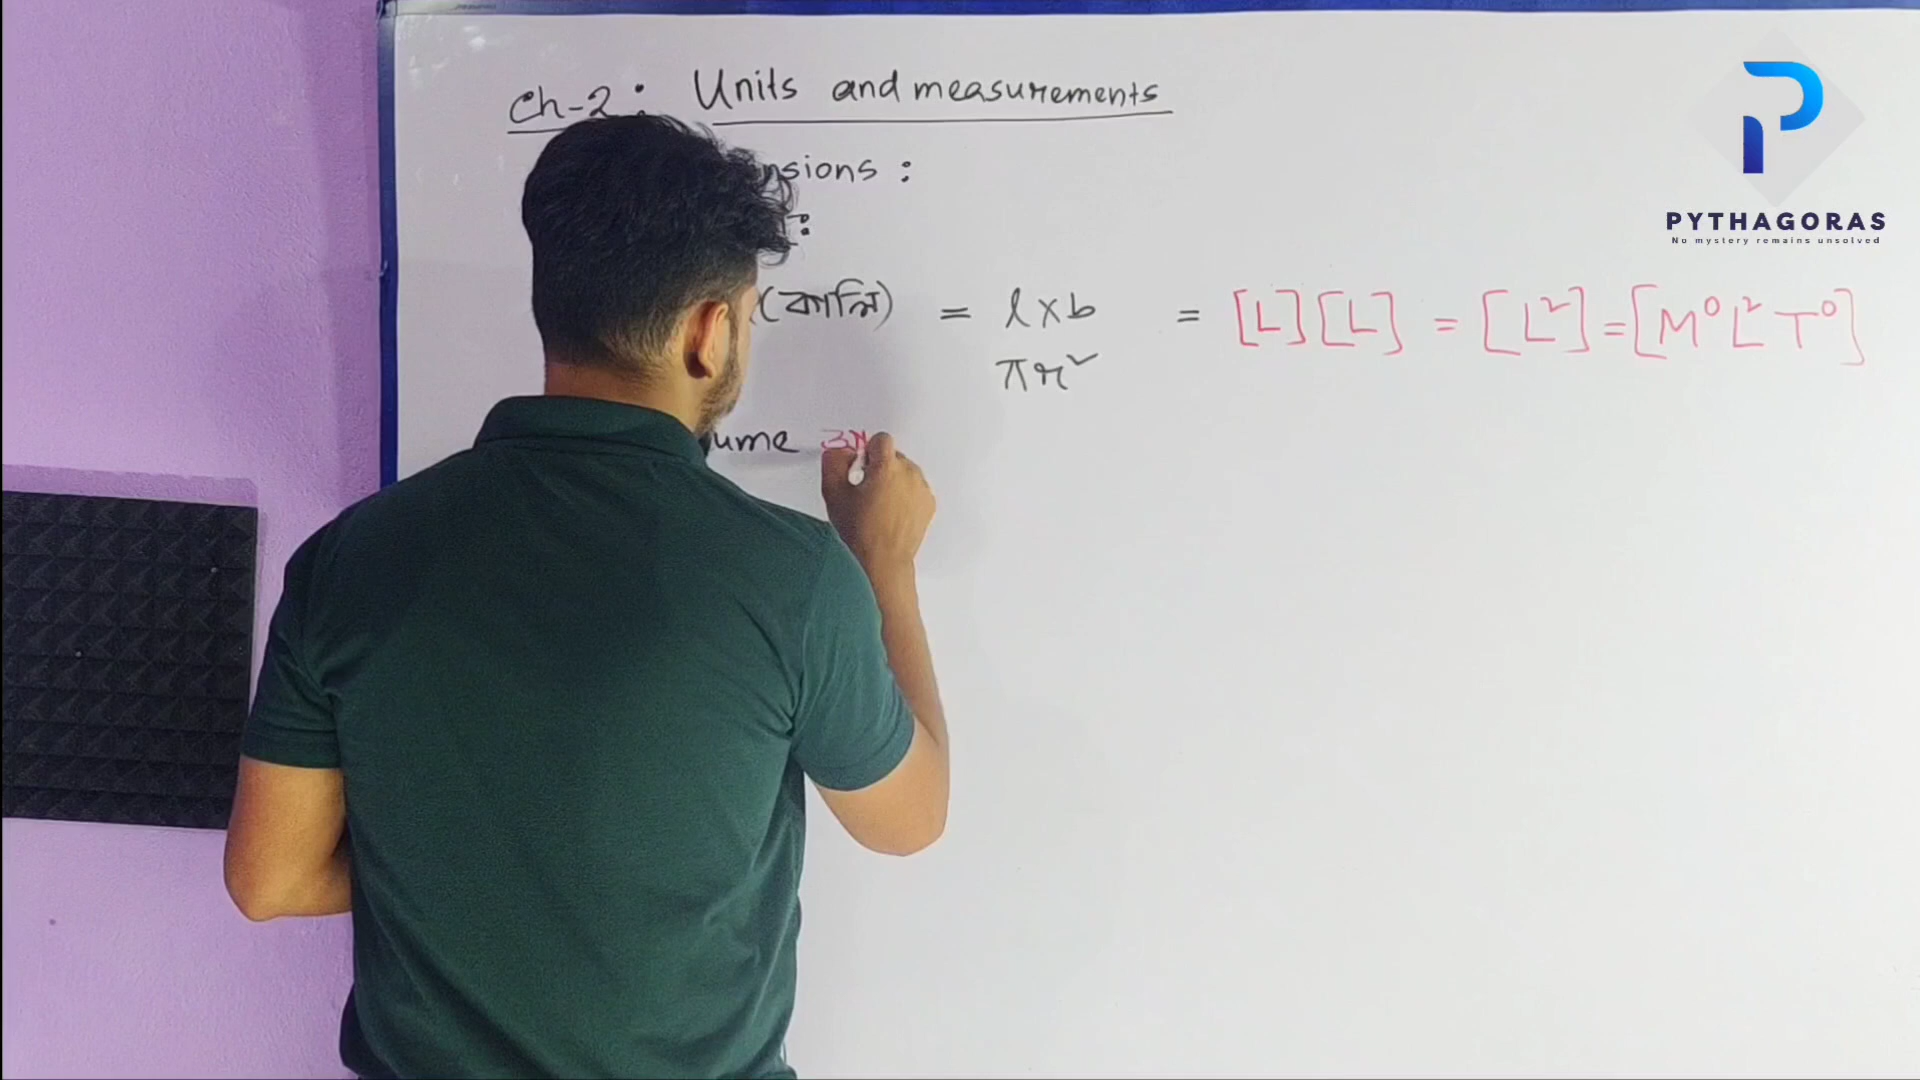 Ch-2: Units and measurements
nsions :
(কালি) = l x b = [L][L] = [L²] = [M⁰L²T⁰]
πr²
ume
PYTHAGORAS
No mystery remains unsolved